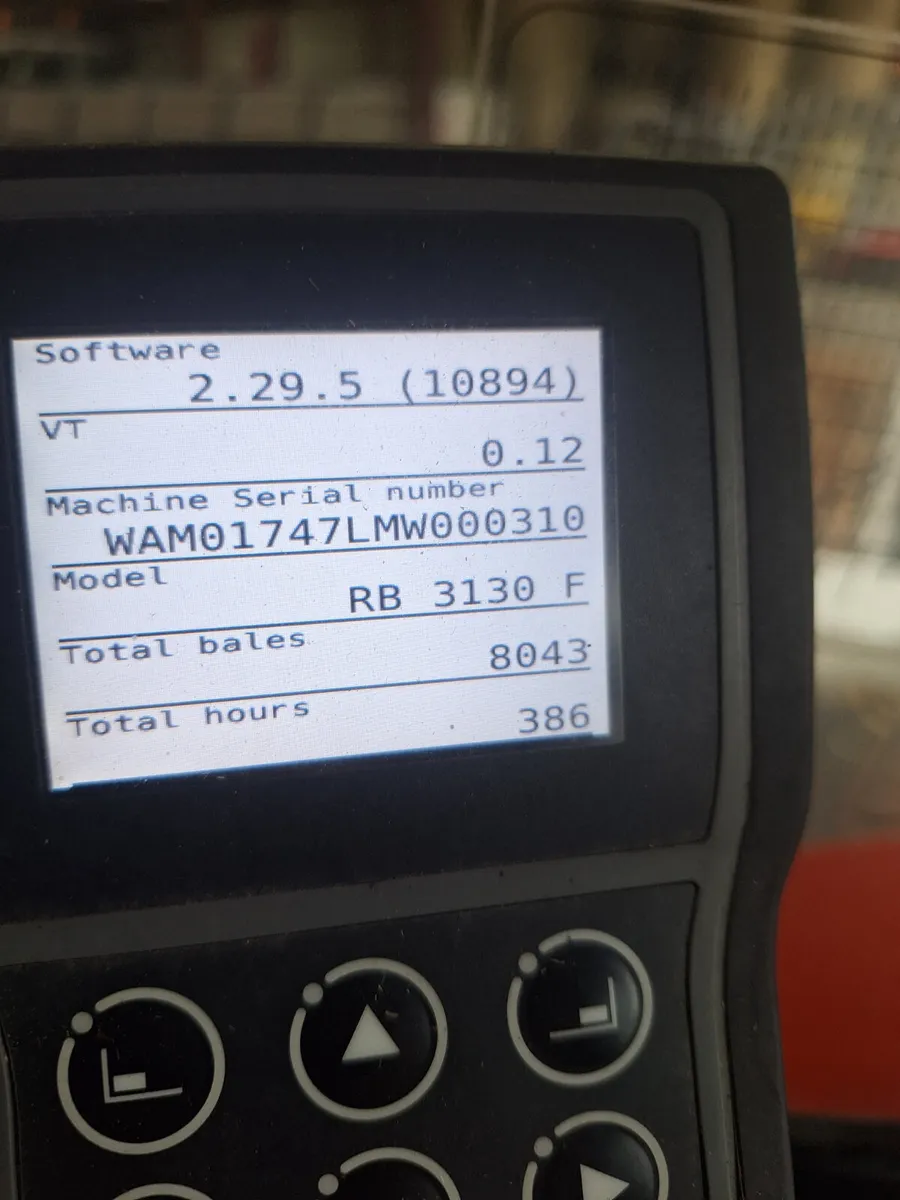 Software
2.29.5 (10894)
VT
0.12
Machine Serial number
WAM01747LMW000310
Model
RB 3130 F
Total bales
8043
Total hours
386